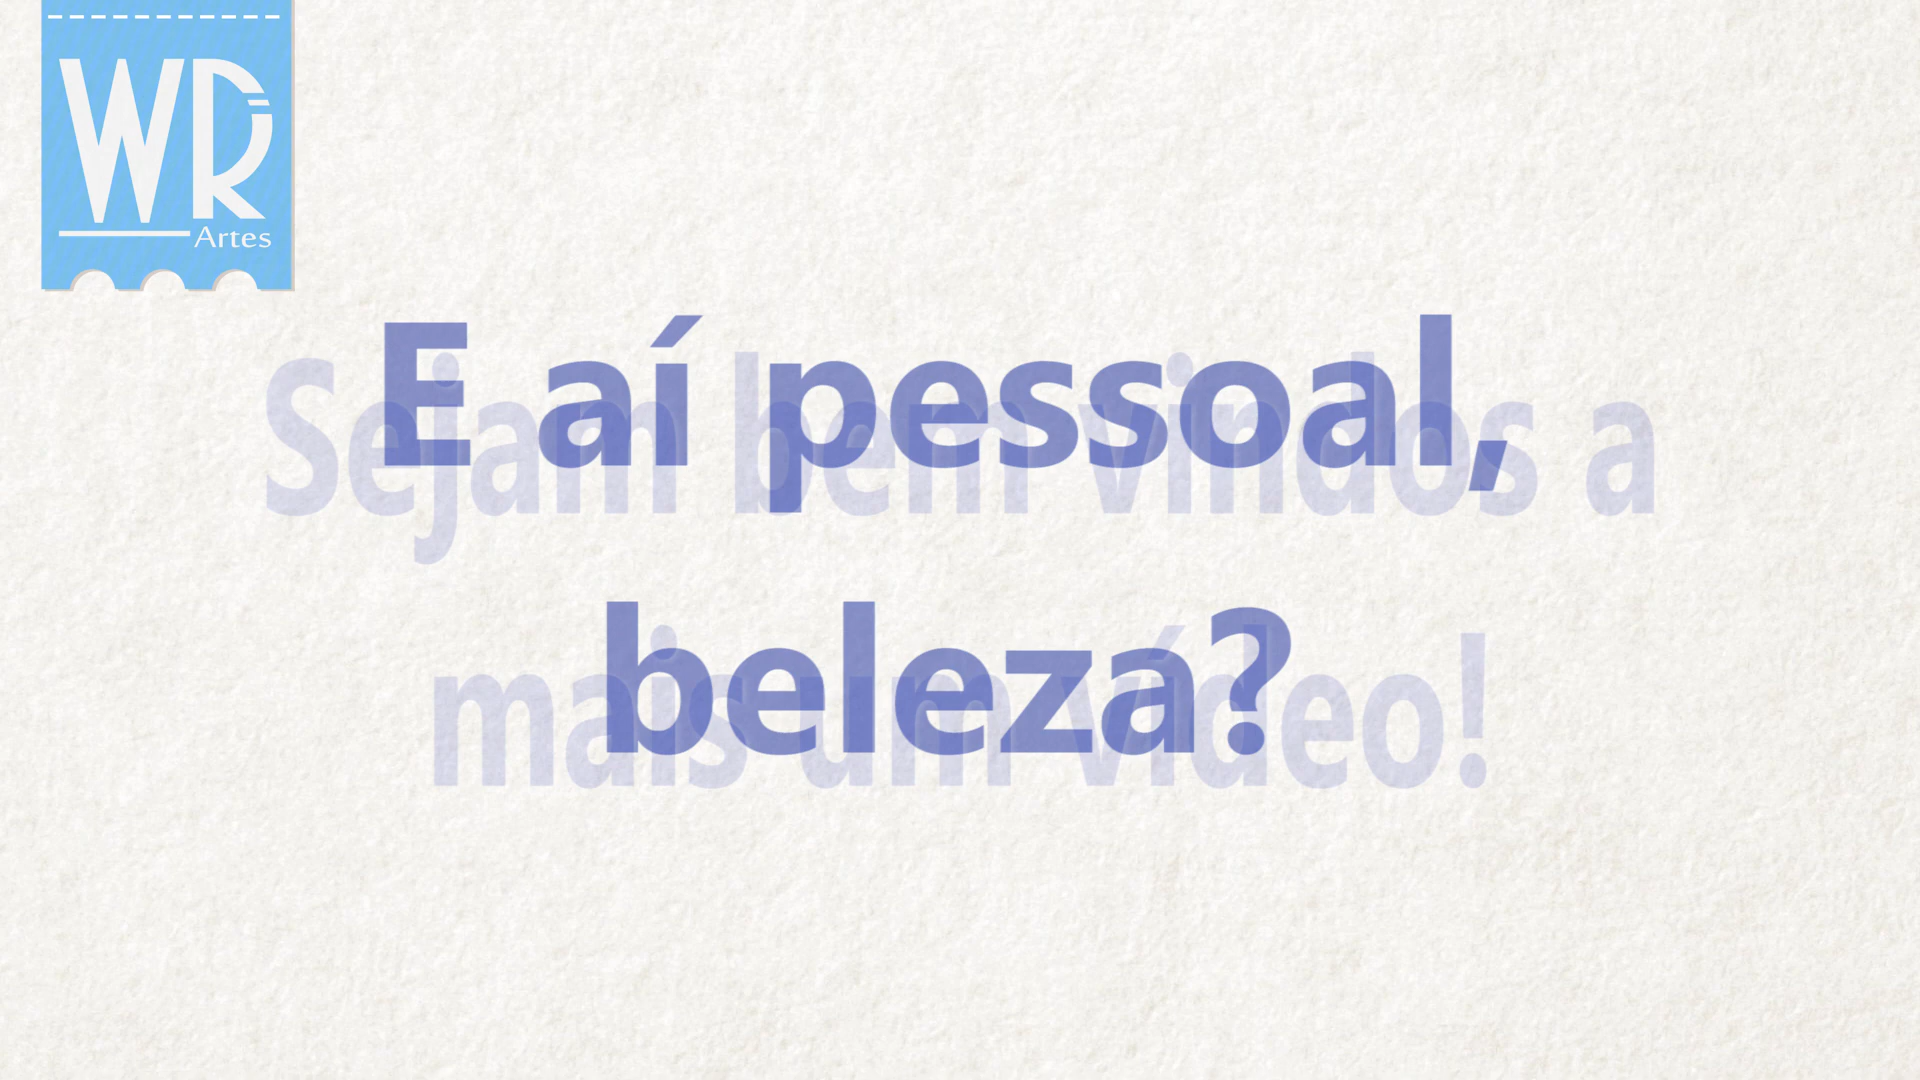 WR
Artes
E aí pessoal,
beleza?
Sejam bem vindos a
mais um vídeo!